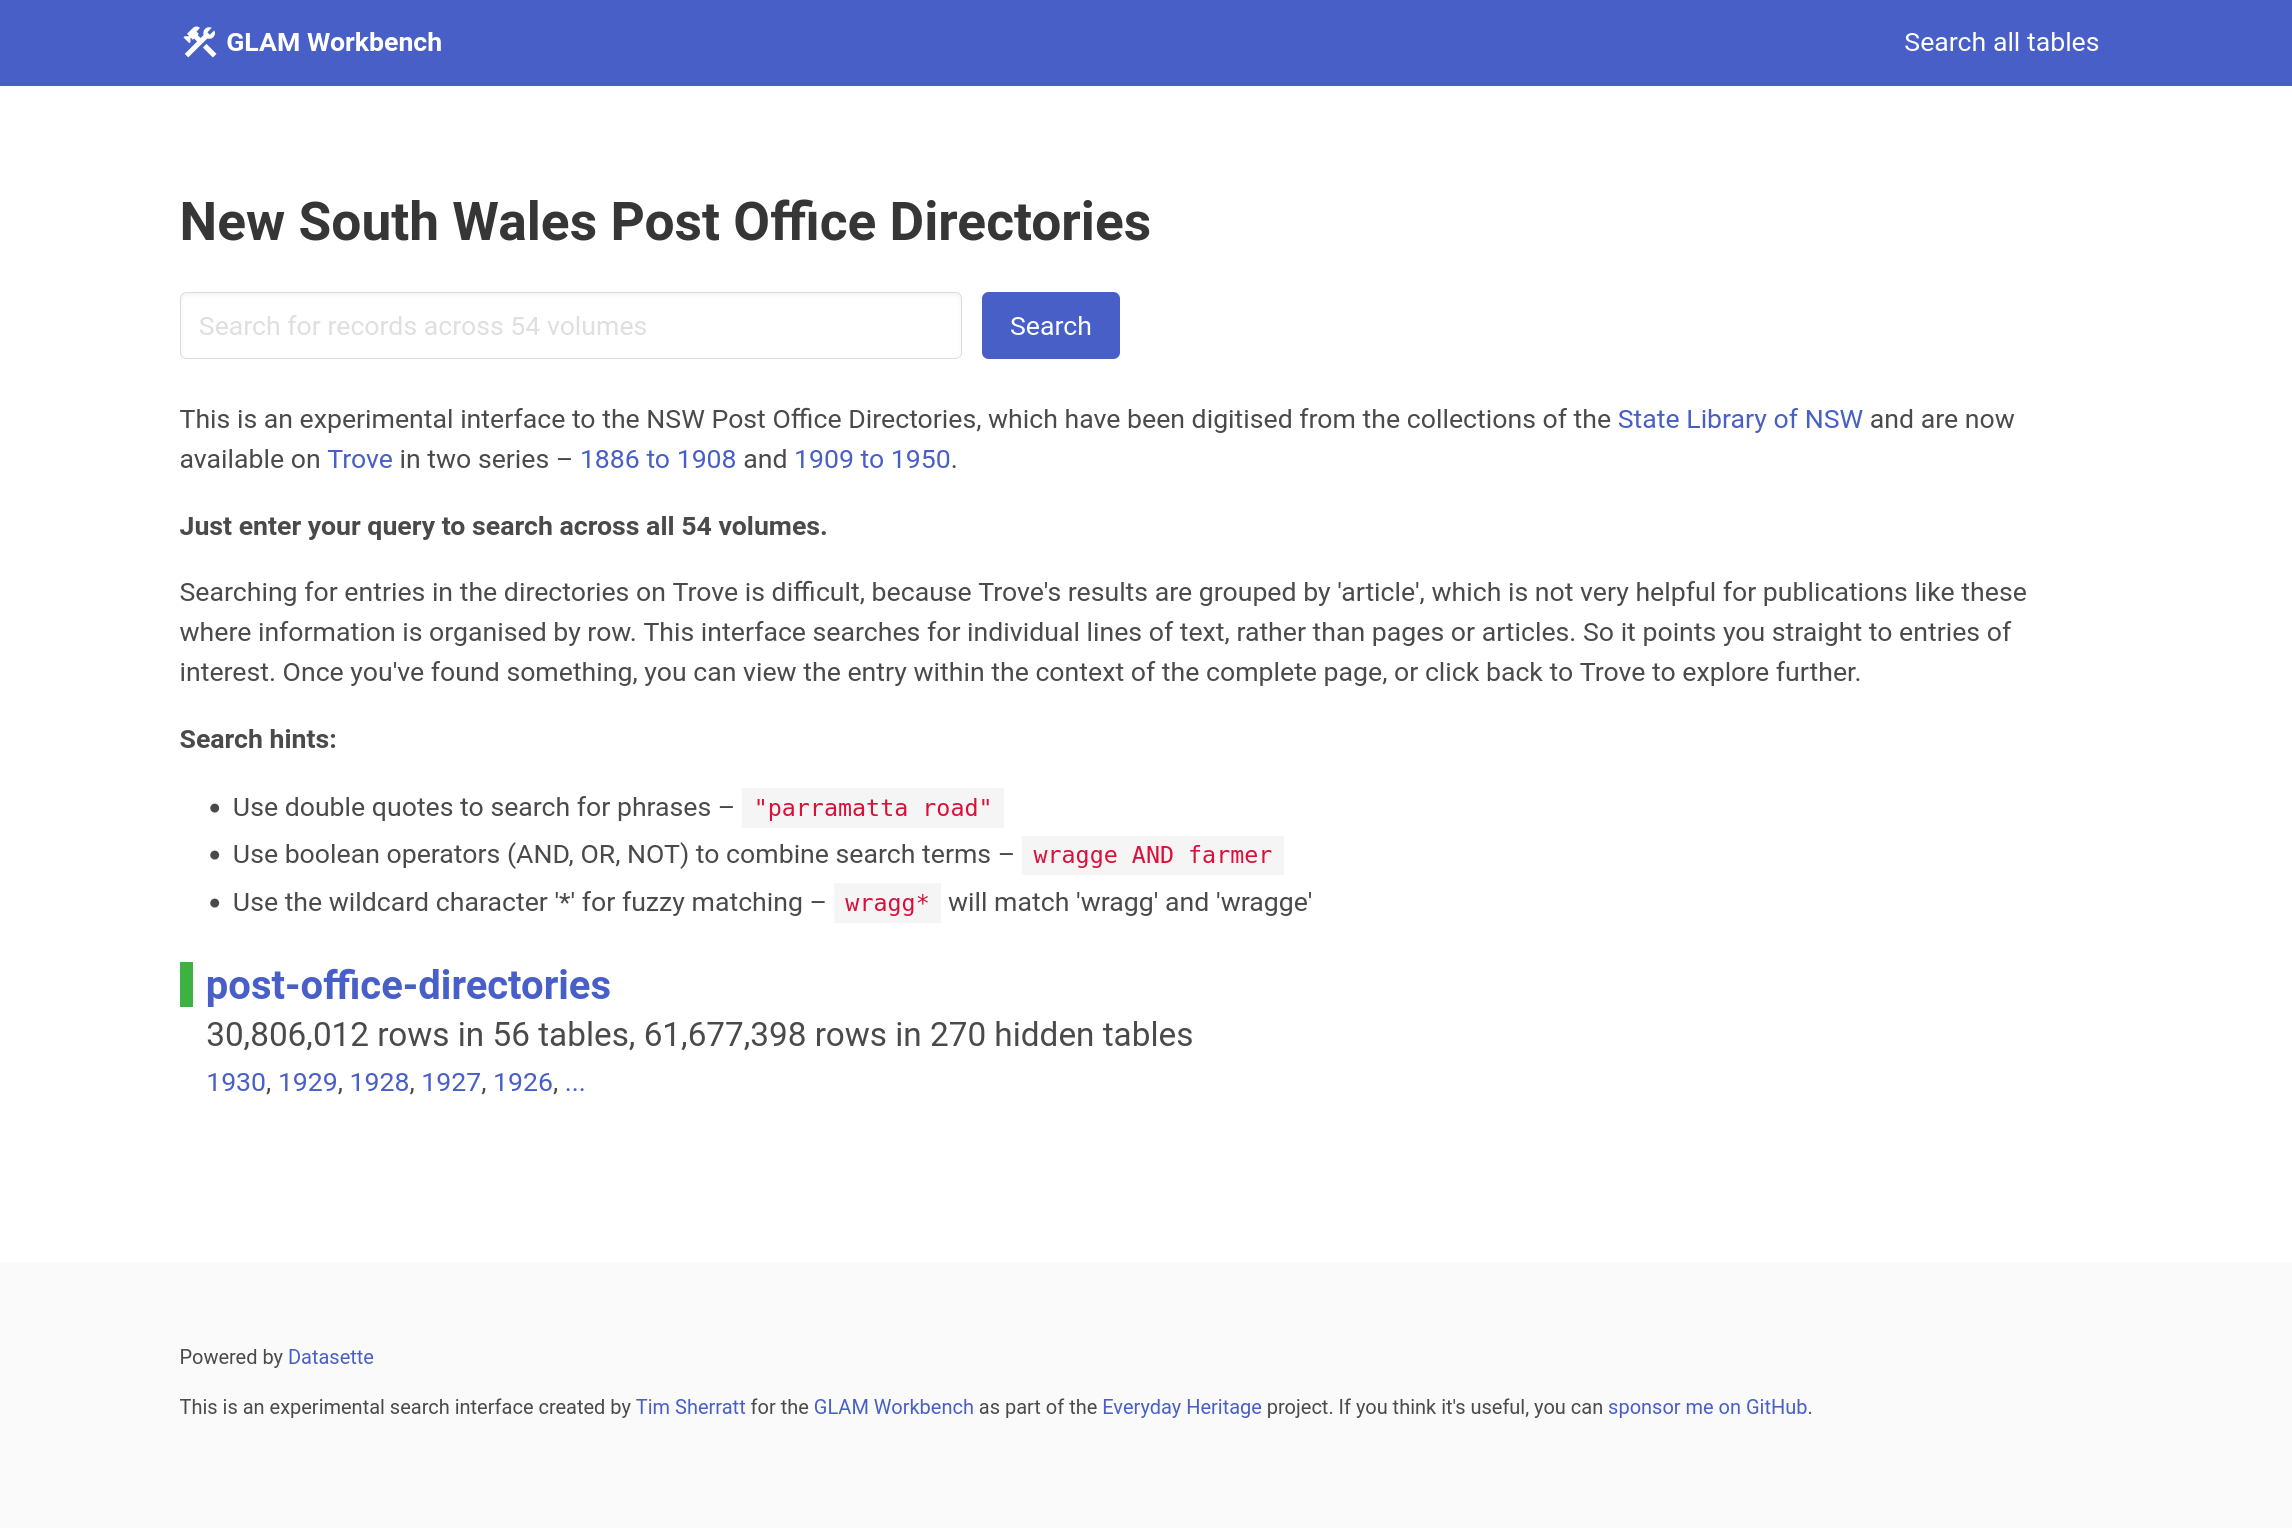 GLAM Workbench
Search all tables
New South Wales Post Office Directories
Search for records across 54 volumes
Search
This is an experimental interface to the NSW Post Office Directories, which have been digitised from the collections of the State Library of NSW and are now
available on Trove in two series – 1886 to 1908 and 1909 to 1950.
Just enter your query to search across all 54 volumes.
Searching for entries in the directories on Trove is difficult, because Trove's results are grouped by 'article', which is not very helpful for publications like these
where information is organised by row. This interface searches for individual lines of text, rather than pages or articles. So it points you straight to entries of
interest. Once you've found something, you can view the entry within the context of the complete page, or click back to Trove to explore further.
Search hints:
• Use double quotes to search for phrases – "parramatta road"
• Use boolean operators (AND, OR, NOT) to combine search terms – wragge AND farmer
• Use the wildcard character '*' for fuzzy matching – wragg* will match 'wragg' and 'wragge'
post-office-directories
30,806,012 rows in 56 tables, 61,677,398 rows in 270 hidden tables
1930, 1929, 1928, 1927, 1926, ...
Powered by Datasette
This is an experimental search interface created by Tim Sherratt for the GLAM Workbench as part of the Everyday Heritage project. If you think it's useful, you can sponsor me on GitHub.